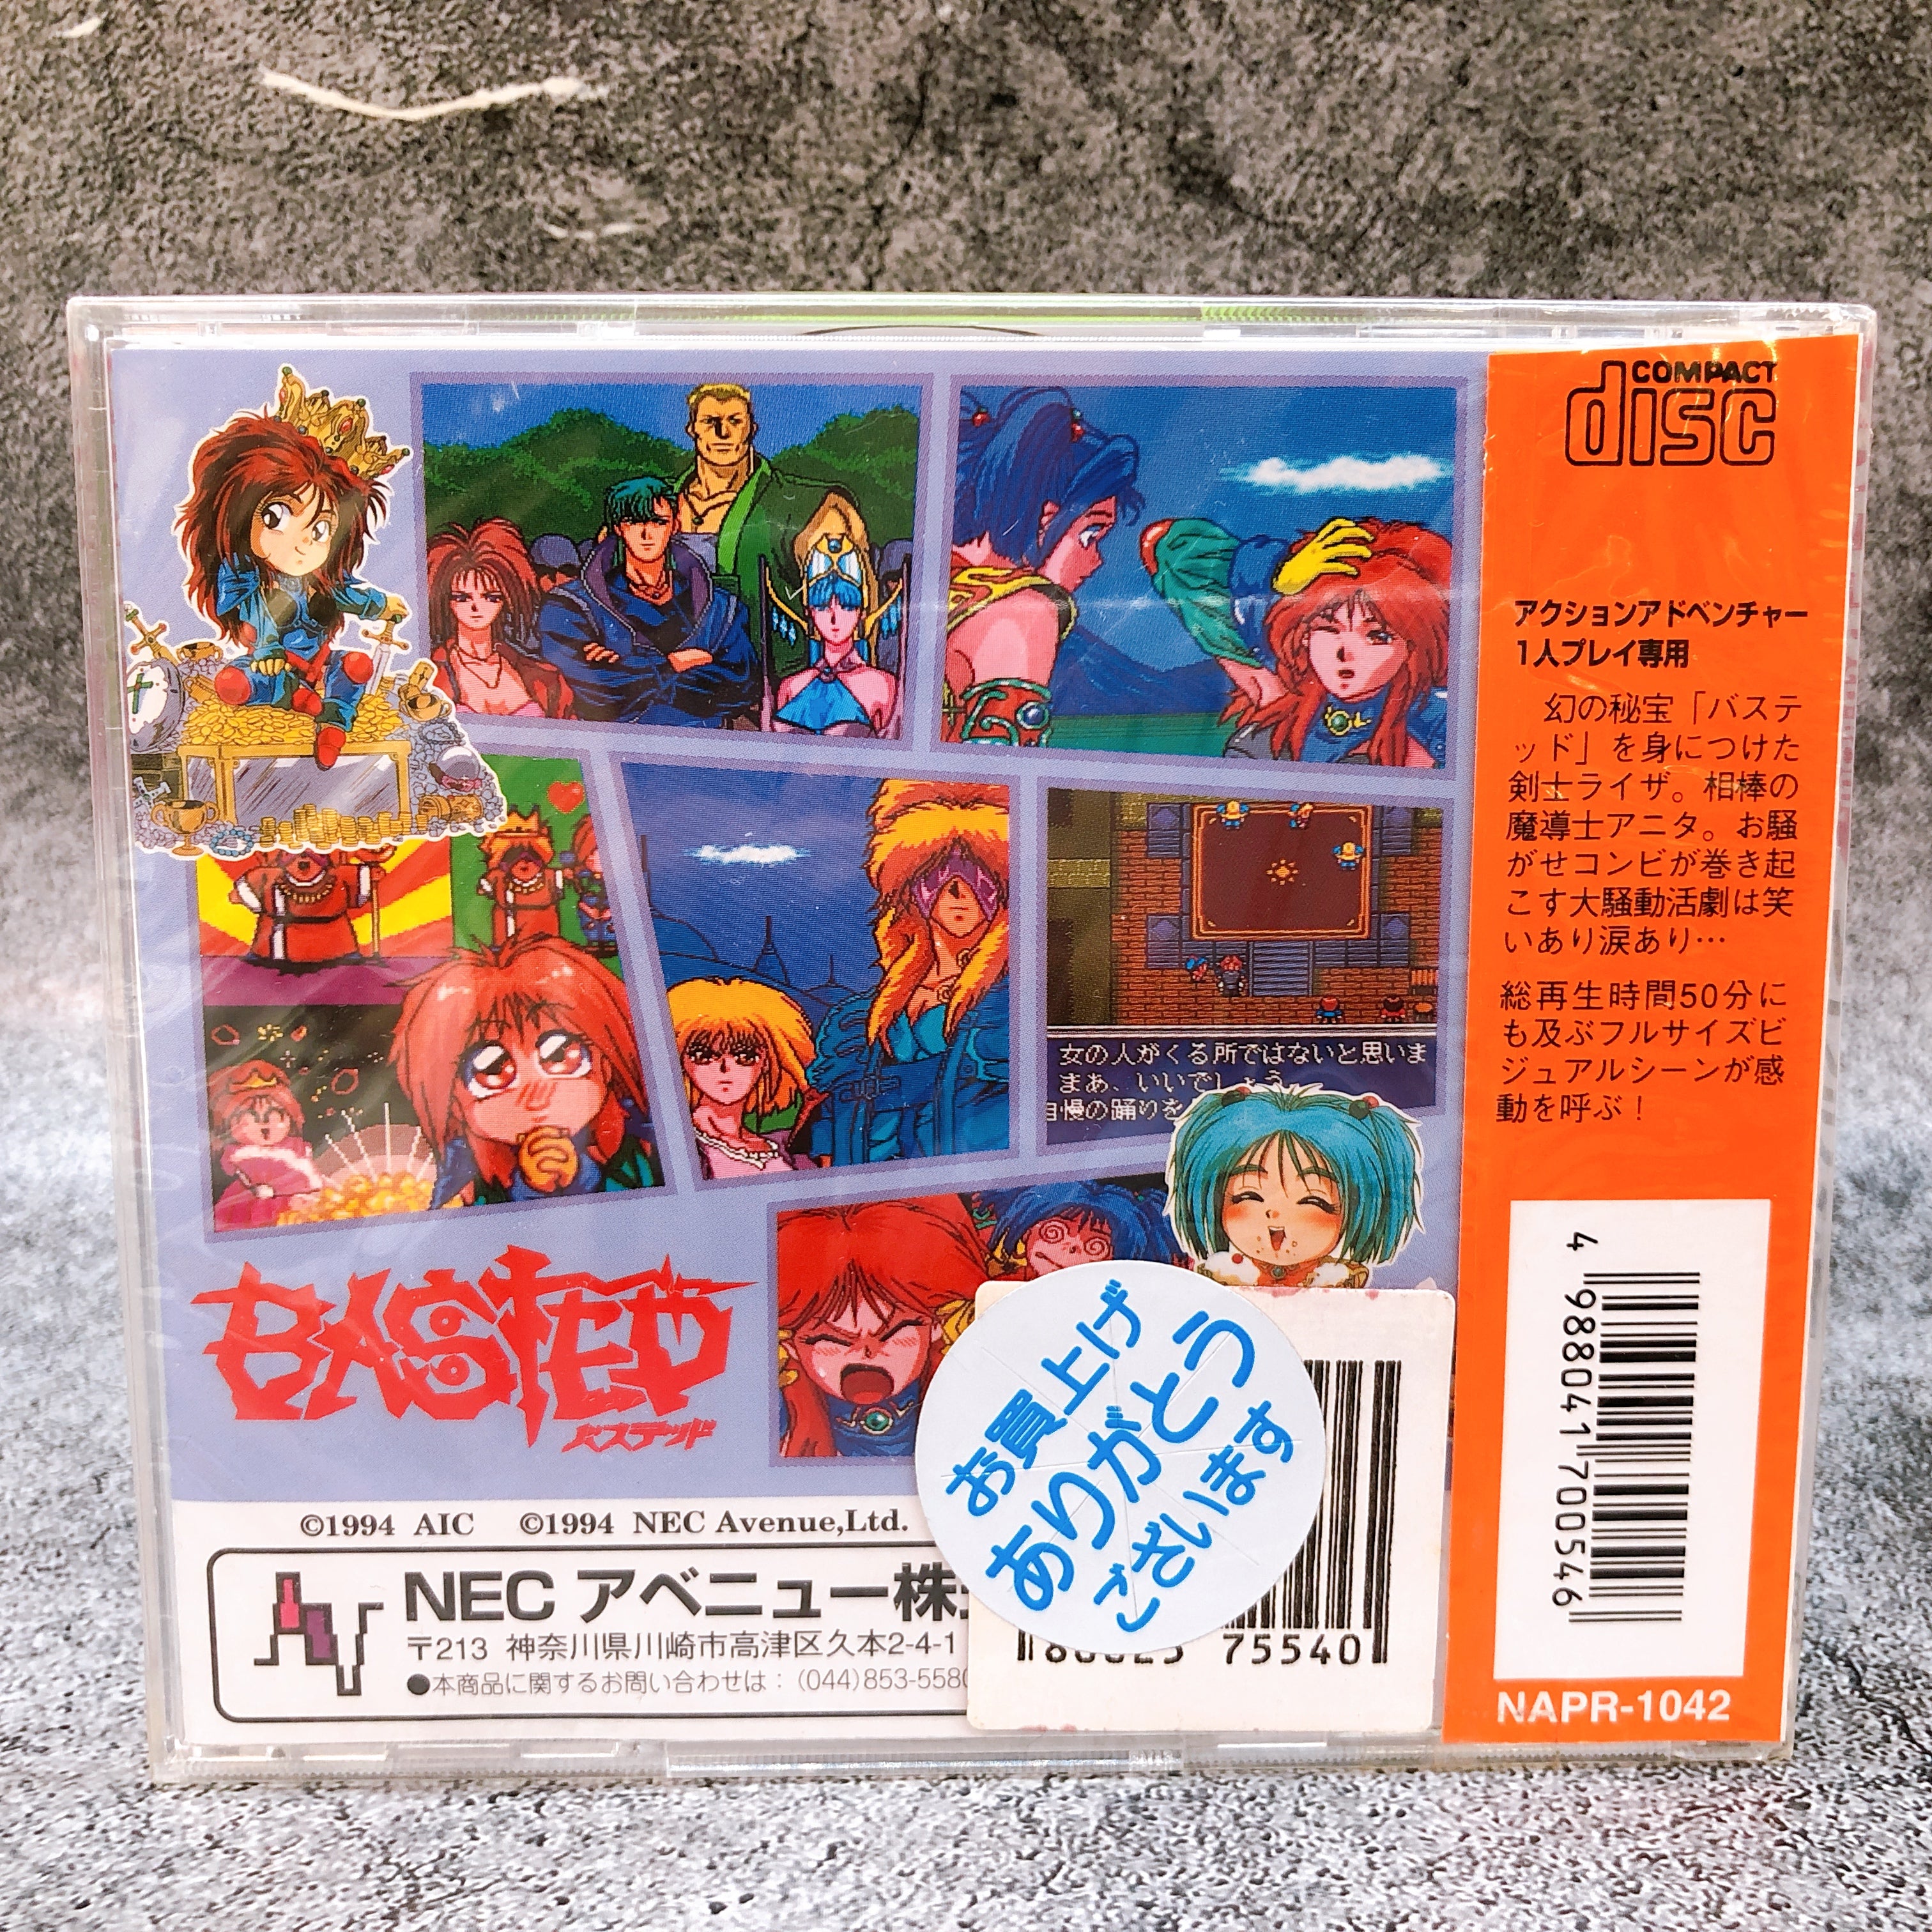 COMPACT
disc
アクションアドベンチャー
1人プレイ専用
幻の秘宝「バステ
ッド」を身につけた
剣士ライザ。相棒の
魔導士アニタ。お騒
がせコンビが巻き起
こす大騒動活劇は笑
いあり涙あり…
総再生時間50分に
も及ぶフルサイズビ
ジュアルシーンが感
動を呼ぶ！
4 988041 700546
NAPR-1042
女の人がくる所ではないと思いま
まあ、いいでしょう。
自慢の踊りを
BASTED
バステッド
お買上げ
ありがとう
ございます
75540
©1994 AIC ©1994 NEC Avenue,Ltd.
NEC アベニュー株
〒213 神奈川県川崎市高津区久本2-4-1
●本商品に関するお問い合わせは：(044)853-5580